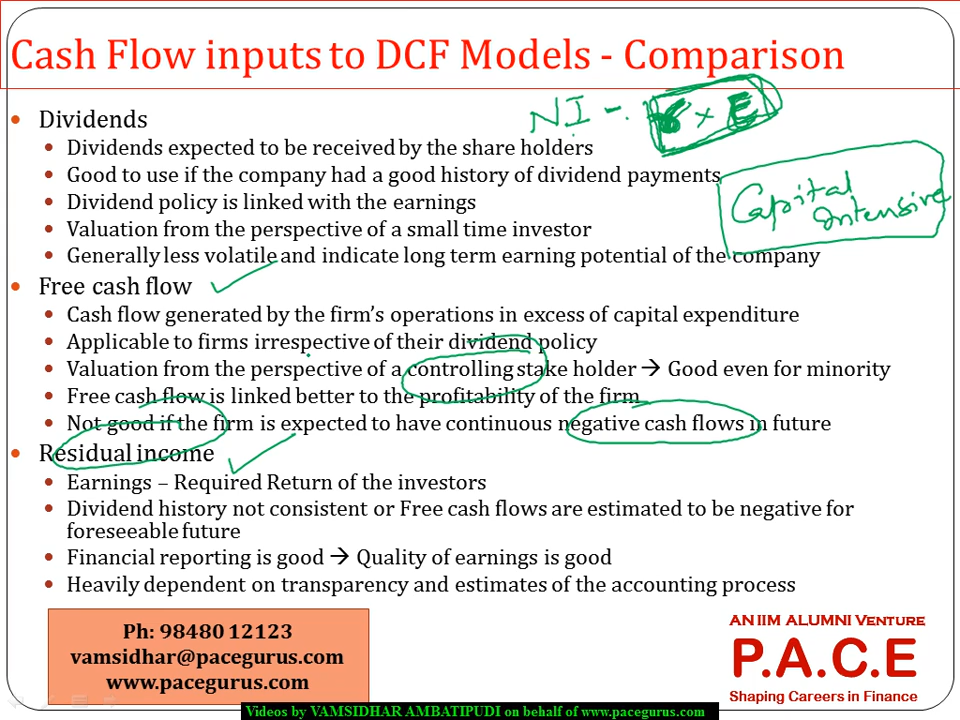 Cash Flow inputs to DCF Models - Comparison
NI -
x E
• Dividends
• Dividends expected to be received by the share holders
• Good to use if the company had a good history of dividend payments
• Dividend policy is linked with the earnings
• Valuation from the perspective of a small time investor
• Generally less volatile and indicate long term earning potential of the company
Capital
Intensive
• Free cash flow
• Cash flow generated by the firm's operations in excess of capital expenditure
• Applicable to firms irrespective of their dividend policy
• Valuation from the perspective of a controlling stake holder → Good even for minority
• Free cash flow is linked better to the profitability of the firm
• Not good if the firm is expected to have continuous negative cash flows in future
• Residual income
• Earnings – Required Return of the investors
• Dividend history not consistent or Free cash flows are estimated to be negative for
foreseeable future
• Financial reporting is good → Quality of earnings is good
• Heavily dependent on transparency and estimates of the accounting process
Ph: 98480 12123
vamsidhar@pacegurus.com
www.pacegurus.com
AN IIM ALUMNI VENTURE
P.A.C.E
Shaping Careers in Finance
Videos by VAMSIDHAR AMBATIPUDI on behalf of www.pacegurus.com